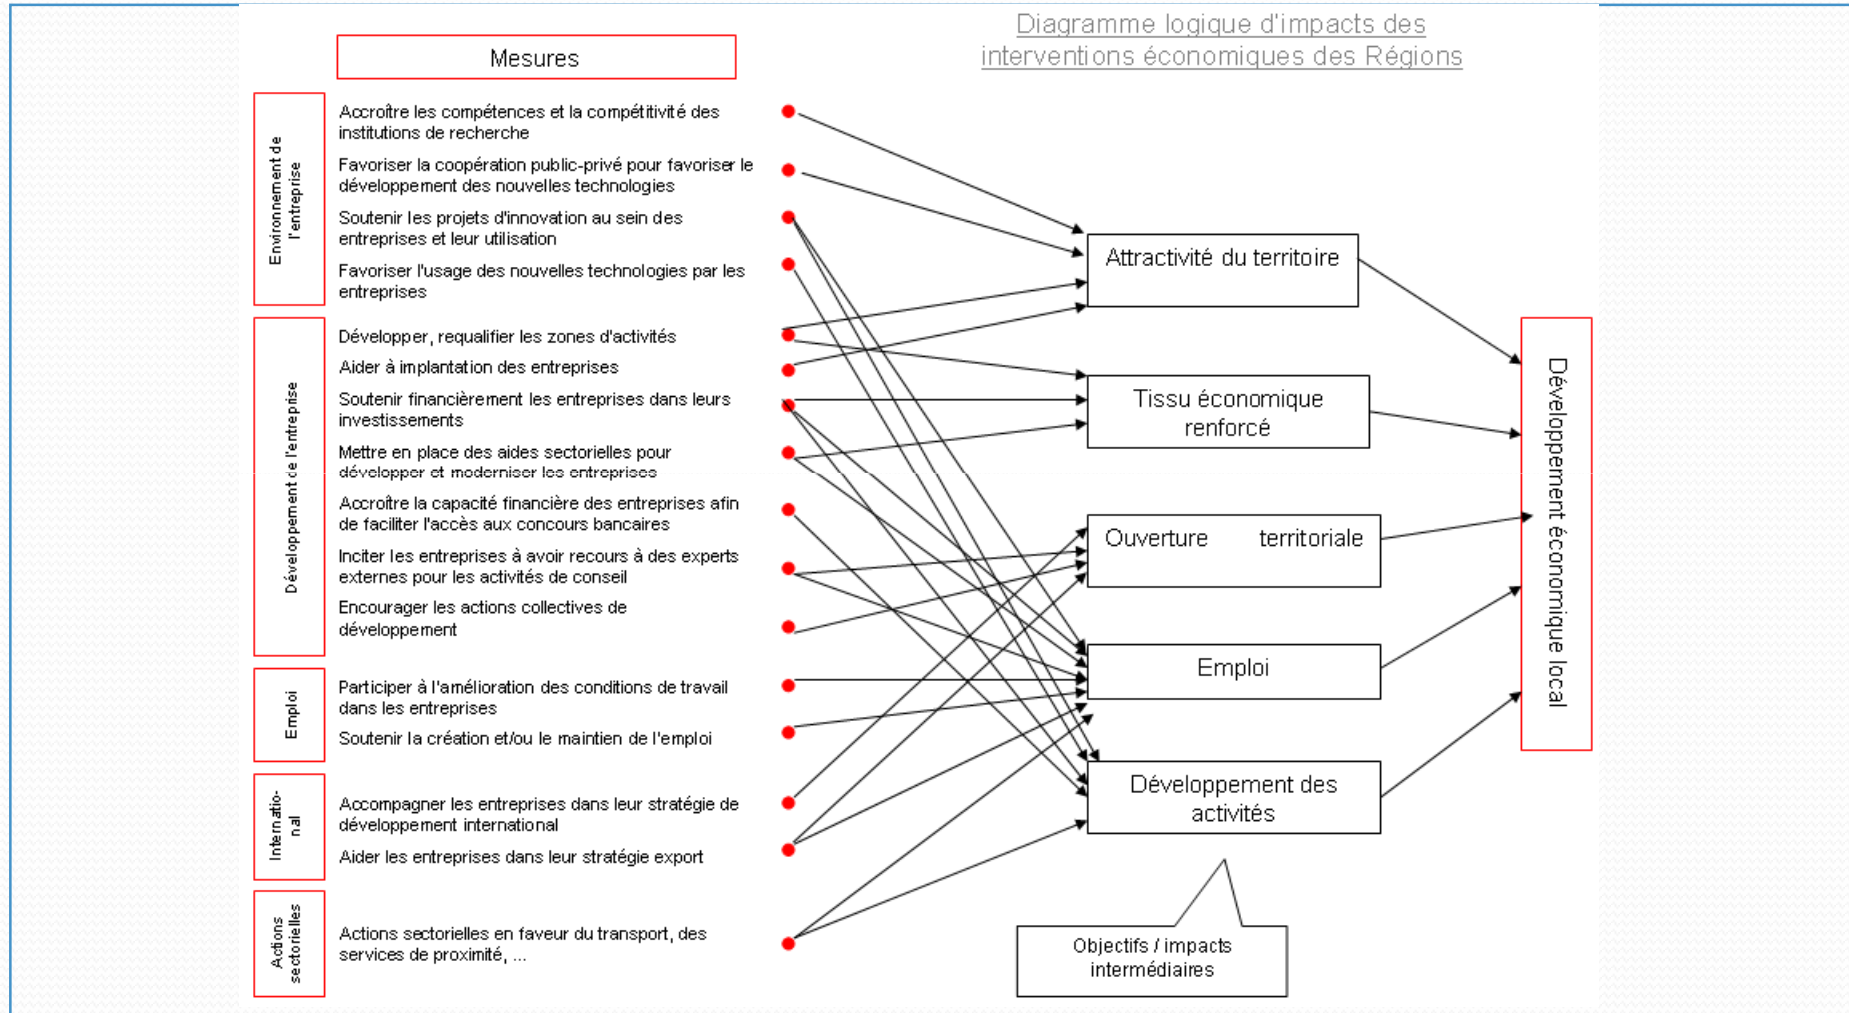 Diagramme logique d'impacts des
interventions économiques des Régions
Mesures
Environnement de
l'entreprise
Accroître les compétences et la compétitivité des
institutions de recherche
Favoriser la coopération public-privé pour favoriser le
développement des nouvelles technologies
Soutenir les projets d'innovation au sein des
entreprises et leur utilisation
Favoriser l'usage des nouvelles technologies par les
entreprises
Développement de l'entreprise
Développer, requalifier les zones d'activités
Aider à implantation des entreprises
Soutenir financièrement les entreprises dans leurs
investissements
Mettre en place des aides sectorielles pour
développer et moderniser les entreprises
Accroître la capacité financière des entreprises afin
de faciliter l'accès aux concours bancaires
Inciter les entreprises à avoir recours à des experts
externes pour les activités de conseil
Encourager les actions collectives de
développement
Emploi
Participer à l'amélioration des conditions de travail
dans les entreprises
Soutenir la création et/ou le maintien de l'emploi
Internatio-
nal
Accompagner les entreprises dans leur stratégie de
développement international
Aider les entreprises dans leur stratégie export
Actions
sectorielles
Actions sectorielles en faveur du transport, des
services de proximité, ...
Attractivité du territoire
Tissu économique
renforcé
Ouverture territoriale
Emploi
Développement des
activités
Objectifs / impacts
intermédiaires
Développement économique local